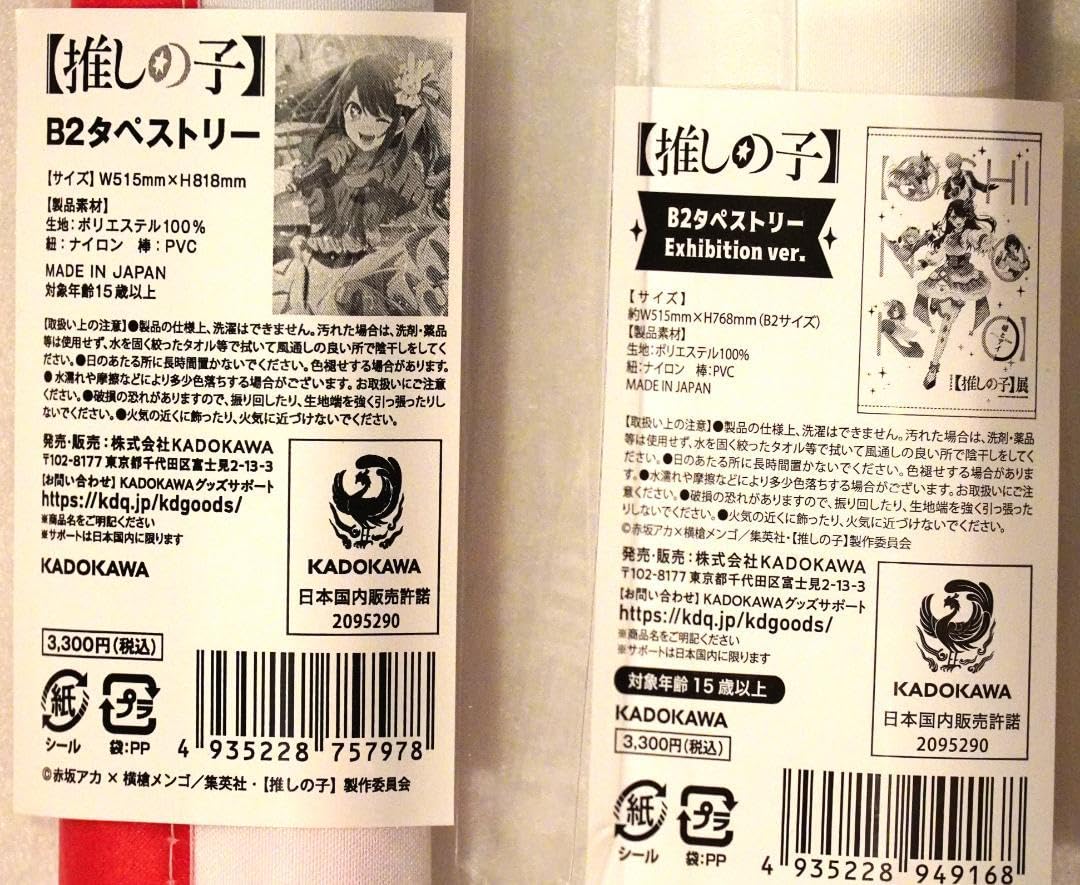 【推しの子】
B2タペストリー
【サイズ】W515mm×H818mm
【製品素材】
生地：ポリエステル100%
紐：ナイロン 棒：PVC
MADE IN JAPAN
対象年齢15歳以上
【取扱い上の注意】●製品の仕様上、洗濯はできません。汚れた場合は、洗剤・薬品
等は使用せず、水を固く絞ったタオル等で拭いて風通しの良い所で陰干しをしてく
ださい。●日のあたる所に長時間置かないでください。色褪せする場合があります。
●水濡れや摩擦などにより多少色落ちする場合がございます。お取扱いにご注意
ください。●破損の恐れがありますので、振り回したり、生地端を強く引っ張ったりし
ないでください。●火気の近くに飾ったり、火気に近づけないでください。
発売・販売：株式会社KADOKAWA
〒102-8177 東京都千代田区富士見2-13-3
【お問い合わせ】KADOKAWAグッズサポート
https://kdq.jp/kdgoods/
※商品名をご明記ください
※サポートは日本国内に限ります
KADOKAWA
KADOKAWA
日本国内販売許諾
2095290
3,300円（税込）
紙
シール
プラ
袋：PP
4 935228 757978
©赤坂アカ × 横槍メンゴ／集英社・【推しの子】製作委員会
【推しの子】
B2タペストリー
Exhibition ver.
【サイズ】
約W515mm×H768mm（B2サイズ）
【製品素材】
生地：ポリエステル100%
紐：ナイロン 棒：PVC
MADE IN JAPAN
【推しの子】展
【取扱い上の注意】●製品の仕様上、洗濯はできません。汚れた場合は、洗剤・薬品
等は使用せず、水を固く絞ったタオル等で拭いて風通しの良い所で陰干しをしてく
ださい。●日のあたる所に長時間置かないでください。色褪せする場合がありま
す。●水濡れや摩擦などにより多少色落ちする場合がございます。お取扱いにご注
意ください。●破損の恐れがありますので、振り回したり、生地端を強く引っ張った
りしないでください。●火気の近くに飾ったり、火気に近づけないでください。
©赤坂アカ×横槍メンゴ／集英社・【推しの子】製作委員会
発売・販売：株式会社KADOKAWA
〒102-8177 東京都千代田区富士見2-13-3
【お問い合わせ】KADOKAWAグッズサポート
https://kdq.jp/kdgoods/
※商品名をご明記ください
※サポートは日本国内に限ります
対象年齢15歳以上
KADOKAWA
3,300円（税込）
KADOKAWA
日本国内販売許諾
2095290
紙
シール
プラ
袋：PP
4 935228 949168